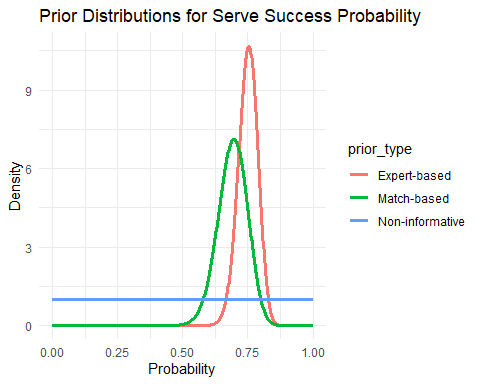 Prior Distributions for Serve Success Probability
Density
9
6
3
0
0.00 0.25 0.50 0.75 1.00
Probability
prior_type
Expert-based
Match-based
Non-informative